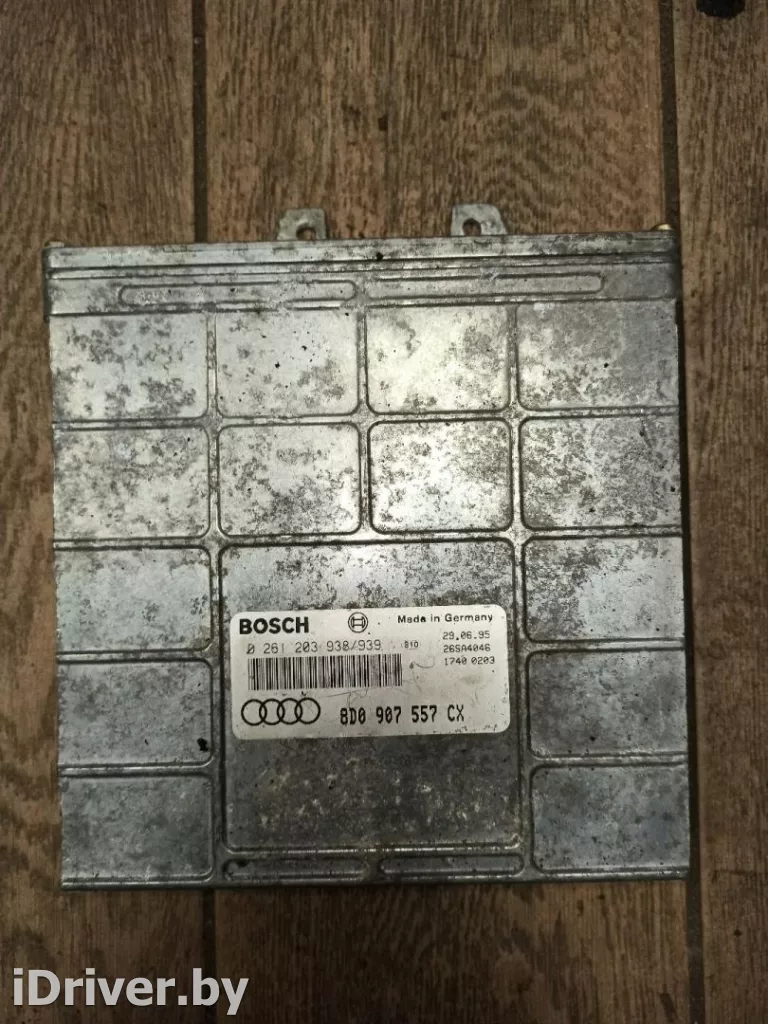 BOSCH
Made in Germany
0 261 203 938/939 B10
29.06.95
26SA4046
1740 0203
8D0 907 557 CX
iDriver.by